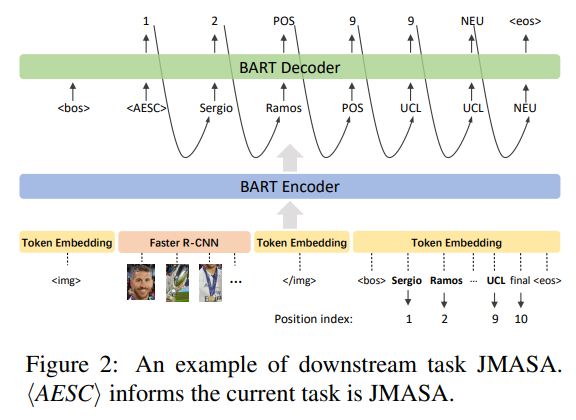 1 2 POS 9 9 NEU <eos>
BART Decoder
<bos> <AESC> Sergio Ramos POS UCL UCL NEU
BART Encoder
Token Embedding Faster R-CNN Token Embedding Token Embedding
<img> ... </img> <bos> Sergio Ramos ... UCL final <eos>
Position index: 1 2 9 10
Figure 2: An example of downstream task JMASA.
⟨AESC⟩ informs the current task is JMASA.